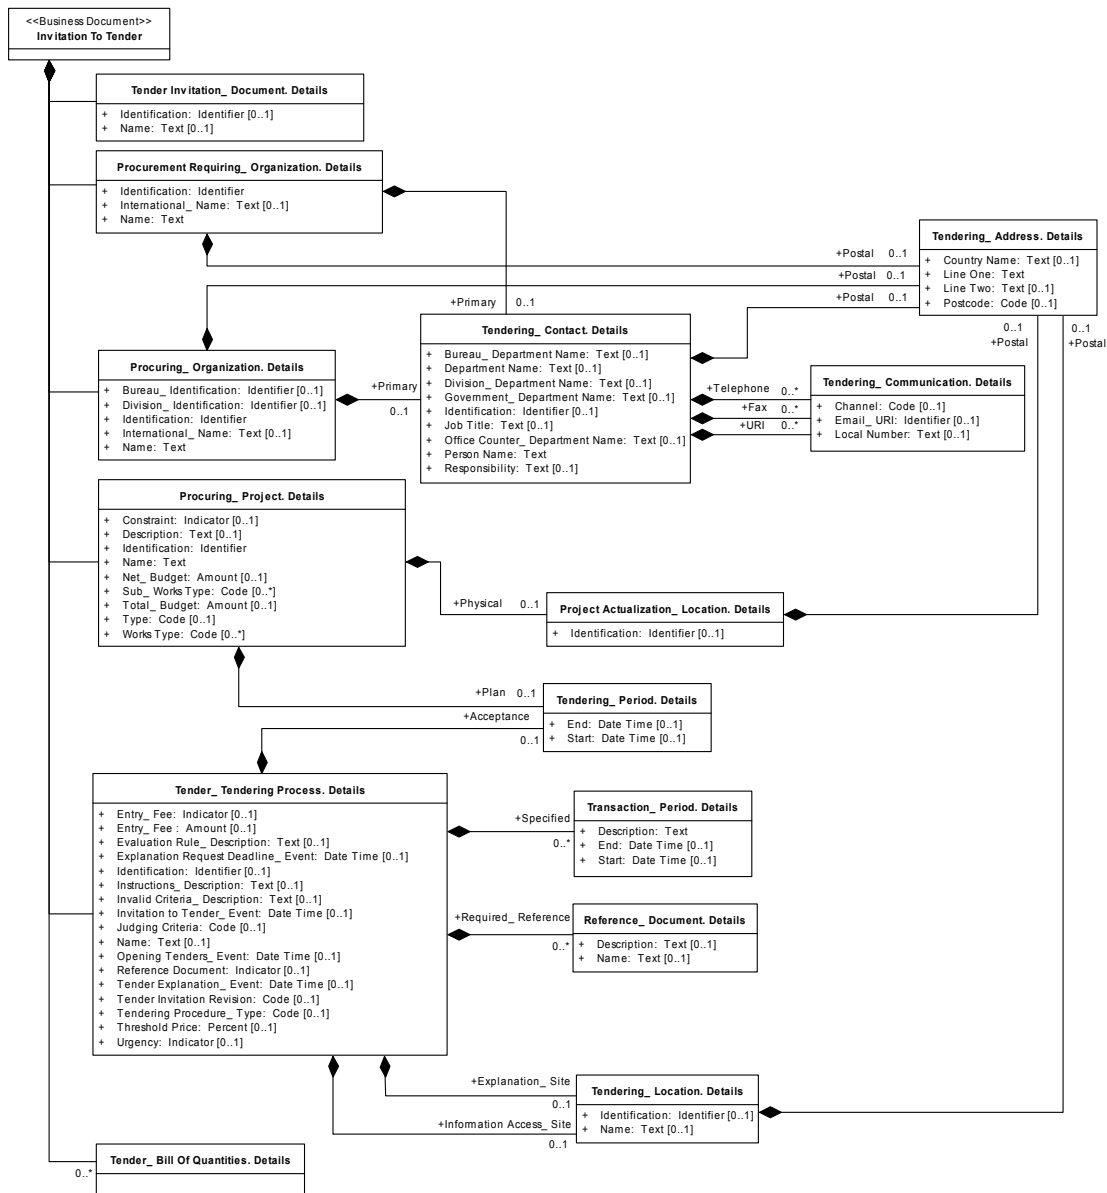 <<Business Document>>
Invitation To Tender
Tender Invitation_ Document. Details
+ Identification: Identifier [0..1]
+ Name: Text [0..1]
Procurement Requiring_ Organization. Details
+ Identification: Identifier
+ International_ Name: Text [0..1]
+ Name: Text
Tendering_ Address. Details
+ Country Name: Text [0..1]
+ Line One: Text
+ Line Two: Text [0..1]
+ Postcode: Code [0..1]
+Postal 0..1
+Postal 0..1
+Postal 0..1
0..1
+Postal
0..1
+Postal
+Primary 0..1
Tendering_ Contact. Details
+ Bureau_ Department Name: Text [0..1]
+ Department Name: Text [0..1]
+ Division_ Department Name: Text [0..1]
+ Government_ Department Name: Text [0..1]
+ Identification: Identifier [0..1]
+ Job Title: Text [0..1]
+ Office Counter_ Department Name: Text [0..1]
+ Person Name: Text
+ Responsibility: Text [0..1]
Procuring_ Organization. Details
+ Bureau_ Identification: Identifier [0..1]
+ Division_ Identification: Identifier [0..1]
+ Identification: Identifier
+ International_ Name: Text [0..1]
+ Name: Text
+Primary
0..1
+Telephone 0..*
+Fax 0..*
+URI 0..*
Tendering_ Communication. Details
+ Channel: Code [0..1]
+ Email_ URI: Identifier [0..1]
+ Local Number: Text [0..1]
Procuring_ Project. Details
+ Constraint: Indicator [0..1]
+ Description: Text [0..1]
+ Identification: Identifier
+ Name: Text
+ Net_ Budget: Amount [0..1]
+ Sub_ Works Type: Code [0..*]
+ Total_ Budget: Amount [0..1]
+ Type: Code [0..1]
+ Works Type: Code [0..*]
+Physical 0..1
Project Actualization_ Location. Details
+ Identification: Identifier [0..1]
+Plan 0..1
+Acceptance
0..1
Tendering_ Period. Details
+ End: Date Time [0..1]
+ Start: Date Time [0..1]
Tender_ Tendering Process. Details
+ Entry_ Fee: Indicator [0..1]
+ Entry_ Fee : Amount [0..1]
+ Evaluation Rule_ Description: Text [0..1]
+ Explanation Request Deadline_ Event: Date Time [0..1]
+ Identification: Identifier [0..1]
+ Instructions_ Description: Text [0..1]
+ Invalid Criteria_ Description: Text [0..1]
+ Invitation to Tender_ Event: Date Time [0..1]
+ Judging Criteria: Code [0..1]
+ Name: Text [0..1]
+ Opening Tenders_ Event: Date Time [0..1]
+ Reference Document: Indicator [0..1]
+ Tender Explanation_ Event: Date Time [0..1]
+ Tender Invitation Revision: Code [0..1]
+ Tendering Procedure_ Type: Code [0..1]
+ Threshold Price: Percent [0..1]
+ Urgency: Indicator [0..1]
+Specified
0..*
Transaction_ Period. Details
+ Description: Text
+ End: Date Time [0..1]
+ Start: Date Time [0..1]
+Required_ Reference
0..*
Reference_ Document. Details
+ Description: Text [0..1]
+ Name: Text [0..1]
+Explanation_ Site
0..1
+Information Access_ Site
0..1
Tendering_ Location. Details
+ Identification: Identifier [0..1]
+ Name: Text [0..1]
0..*
Tender_ Bill Of Quantities. Details